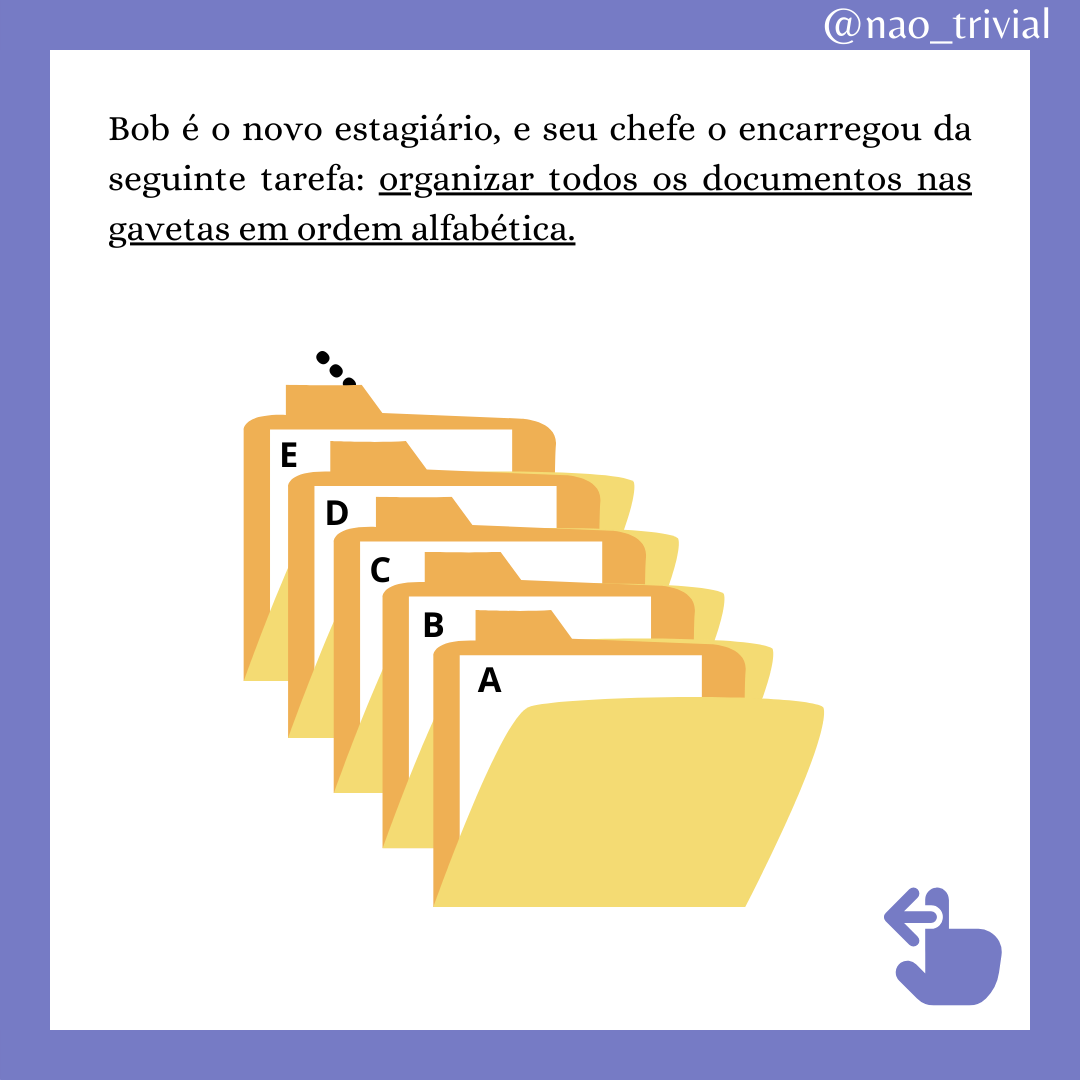 @nao_trivial
Bob é o novo estagiário, e seu chefe o encarregou da
seguinte tarefa: organizar todos os documentos nas
gavetas em ordem alfabética.
E
D
C
B
A